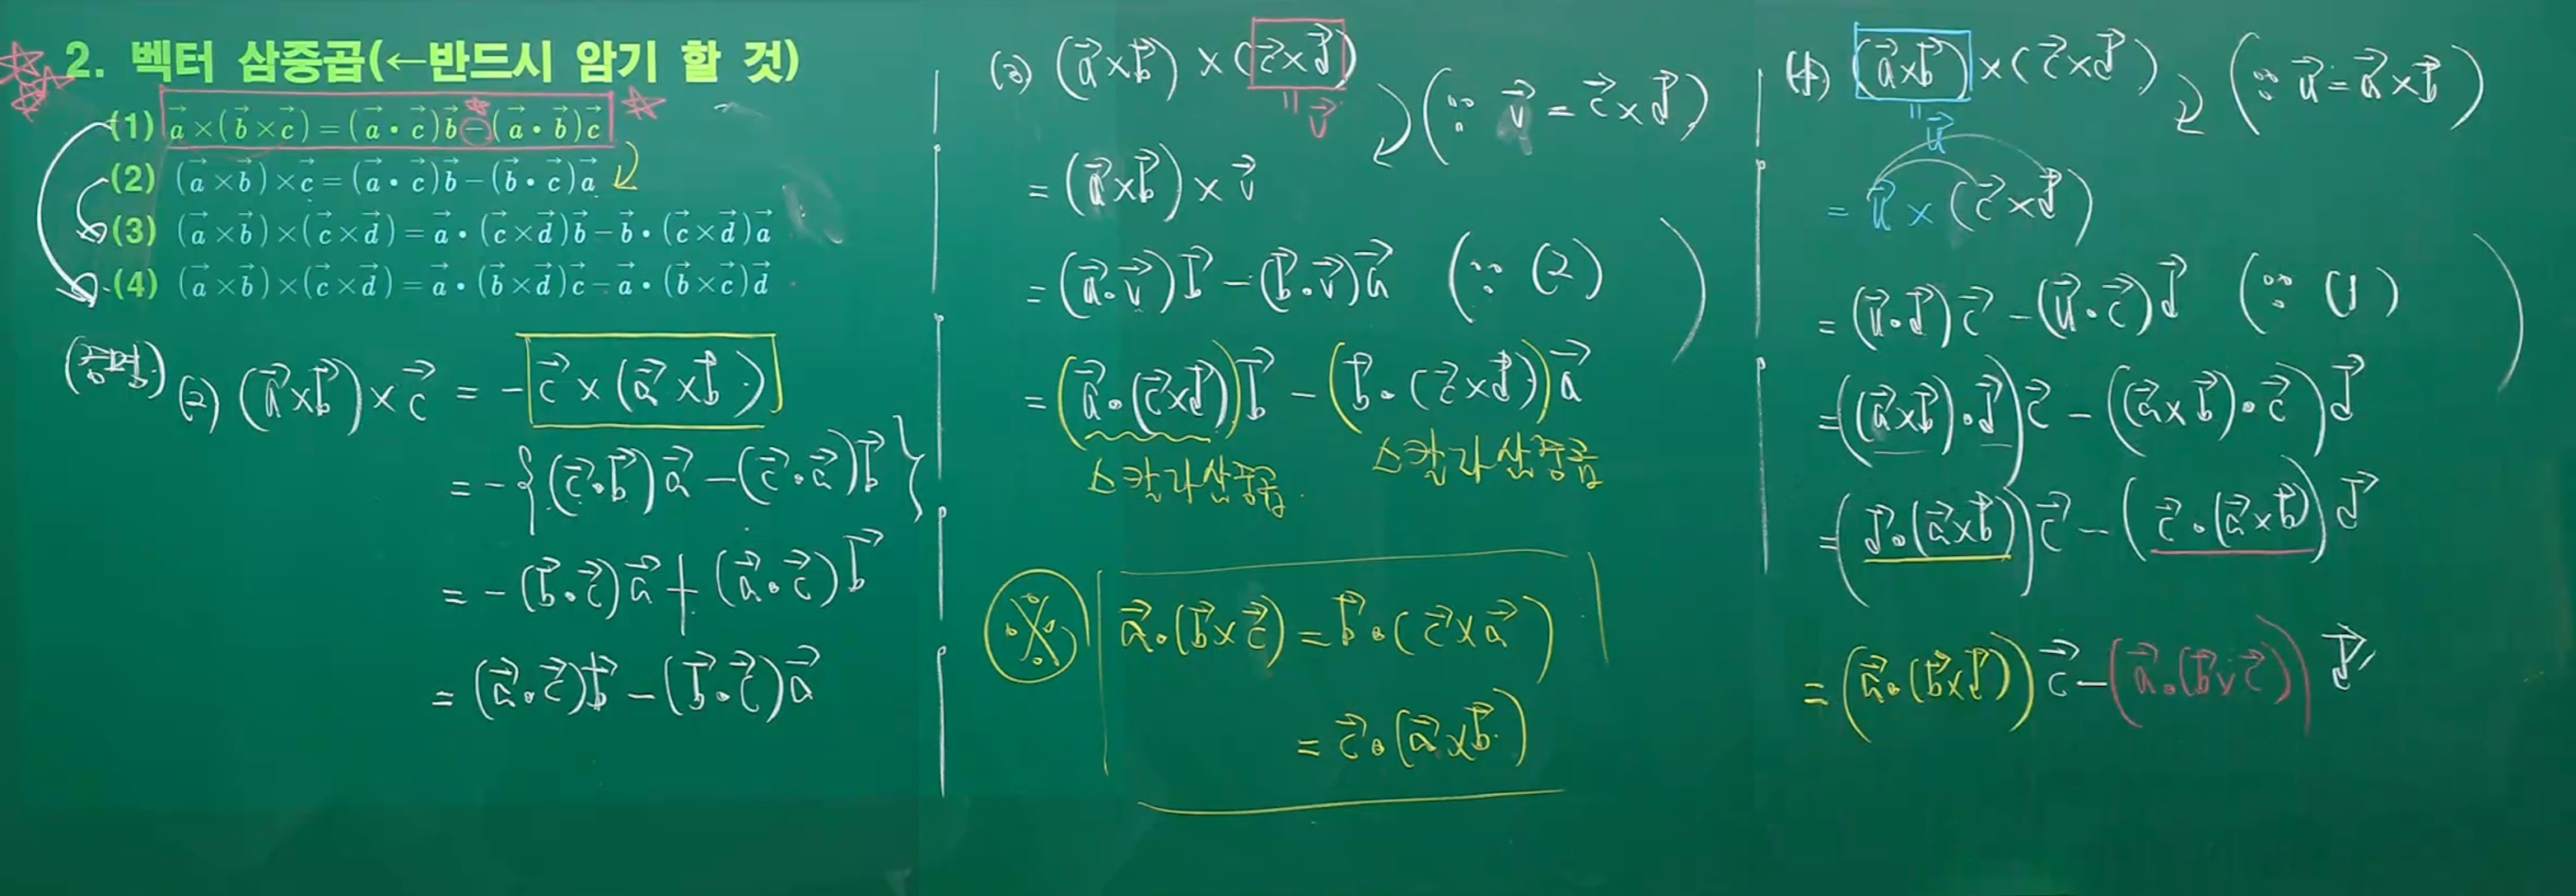 2. 벡터 삼중곱(←반드시 암기 할 것)
(1) $\vec{a}\times(\vec{b}\times\vec{c})=(\vec{a}\cdot\vec{c})\vec{b}-(\vec{a}\cdot\vec{b})\vec{c}$
(2) $(\vec{a}\times\vec{b})\times\vec{c}=(\vec{a}\cdot\vec{c})\vec{b}-(\vec{b}\cdot\vec{c})\vec{a}$
(3) $(\vec{a}\times\vec{b})\times(\vec{c}\times\vec{d})=\vec{a}\cdot(\vec{c}\times\vec{d})\vec{b}-\vec{b}\cdot(\vec{c}\times\vec{d})\vec{a}$
(4) $(\vec{a}\times\vec{b})\times(\vec{c}\times\vec{d})=\vec{a}\cdot(\vec{b}\times\vec{d})\vec{c}-\vec{a}\cdot(\vec{b}\times\vec{c})\vec{d}$
(증명) (2) $(\vec{a}\times\vec{b})\times\vec{c}=-\vec{c}\times(\vec{a}\times\vec{b})$
$=-\{(\vec{c}\cdot\vec{b})\vec{a}-(\vec{c}\cdot\vec{a})\vec{b}\}$
$=-(\vec{b}\cdot\vec{c})\vec{a}+(\vec{a}\cdot\vec{c})\vec{b}$
$=(\vec{a}\cdot\vec{c})\vec{b}-(\vec{b}\cdot\vec{c})\vec{a}$
(3) $(\vec{a}\times\vec{b})\times(\vec{c}\times\vec{d})$
$=\vec{v}$
$(\because\ \vec{v}=\vec{c}\times\vec{d})$
$=(\vec{a}\times\vec{b})\times\vec{v}$
$=(\vec{a}\cdot\vec{v})\vec{b}-(\vec{b}\cdot\vec{v})\vec{a}$ $(\because\ (2))$
$=(\vec{a}\cdot(\vec{c}\times\vec{d}))\vec{b}-(\vec{b}\cdot(\vec{c}\times\vec{d}))\vec{a}$
스칼라삼중곱. 스칼라삼중곱
※ $\vec{a}\cdot(\vec{b}\times\vec{c})=\vec{b}\cdot(\vec{c}\times\vec{a})$
$=\vec{c}\cdot(\vec{a}\times\vec{b})$
(4) $(\vec{a}\times\vec{b})\times(\vec{c}\times\vec{d})$ $(\because\ \vec{u}=\vec{a}\times\vec{b})$
$=\vec{u}$
$=\vec{u}\times(\vec{c}\times\vec{d})$
$=(\vec{u}\cdot\vec{d})\vec{c}-(\vec{u}\cdot\vec{c})\vec{d}$ $(\because\ (1))$
$=((\vec{a}\times\vec{b})\cdot\vec{d})\vec{c}-((\vec{a}\times\vec{b})\cdot\vec{c})\vec{d}$
$=(\vec{d}\cdot(\vec{a}\times\vec{b}))\vec{c}-(\vec{c}\cdot(\vec{a}\times\vec{b}))\vec{d}$
$=(\vec{a}\cdot(\vec{b}\times\vec{d}))\vec{c}-(\vec{a}\cdot(\vec{b}\times\vec{c}))\vec{d}$